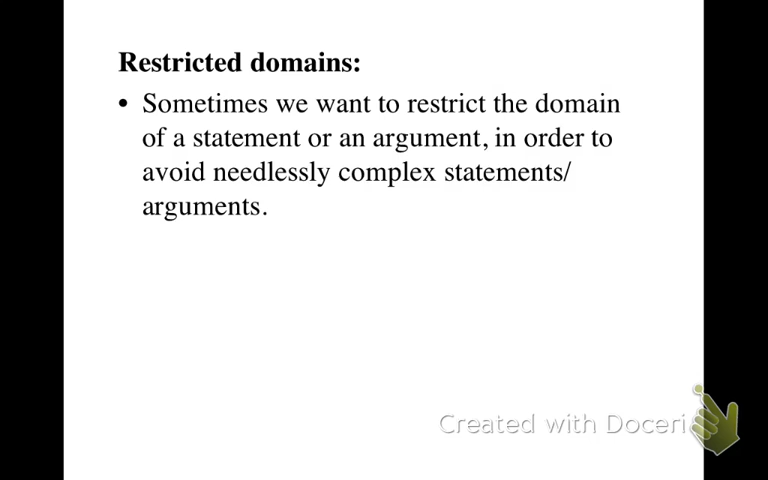 Restricted domains:
• Sometimes we want to restrict the domain
of a statement or an argument, in order to
avoid needlessly complex statements/
arguments.
Created with Doceri